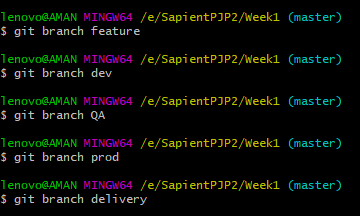 lenovo@AMAN MINGW64 /e/SapientPJP2/Week1 (master)
$ git branch feature
lenovo@AMAN MINGW64 /e/SapientPJP2/Week1 (master)
$ git branch dev
lenovo@AMAN MINGW64 /e/SapientPJP2/Week1 (master)
$ git branch QA
lenovo@AMAN MINGW64 /e/SapientPJP2/Week1 (master)
$ git branch prod
lenovo@AMAN MINGW64 /e/SapientPJP2/Week1 (master)
$ git branch delivery